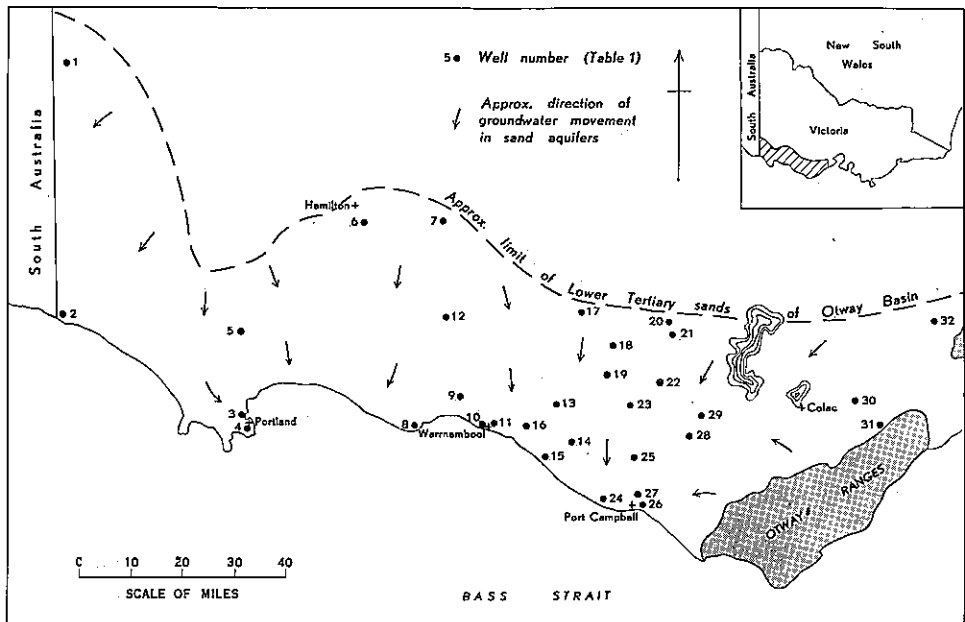 1
5 Well number (Table 1)
Approx. direction of
groundwater movement
in sand aquifers
New South
Wales
South Australia
Victoria
South Australia
Hamilton
6
7
Approx. limit of Lower Tertiary sands of Otway Basin
2
5
12
17
20
21
32
18
19
22
9
13
23
29
Colac
30
3
Portland
4
8
Warrnambool
10
11
16
28
31
14
15
25
24
27
26
Port Campbell
OTWAY RANGES
0 10 20 30 40
SCALE OF MILES
BASS STRAIT